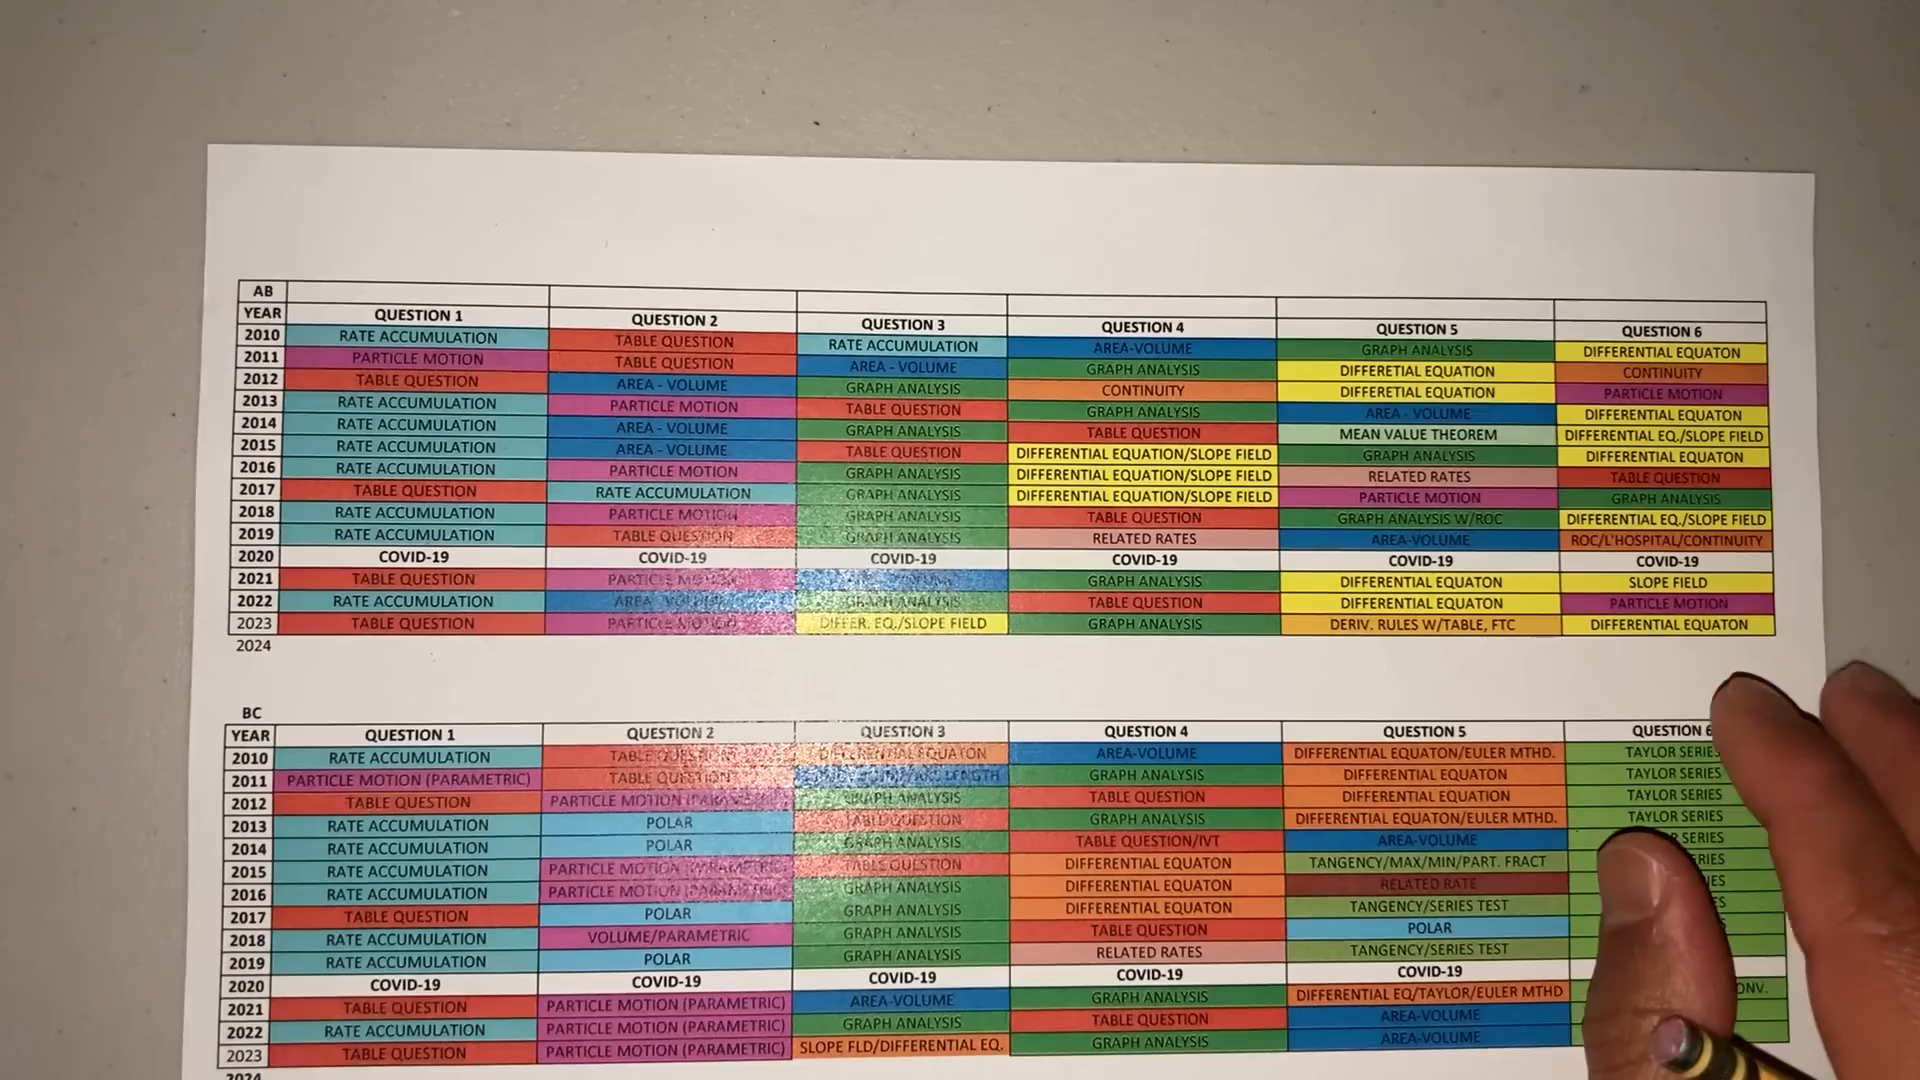 AB
YEAR QUESTION 1 QUESTION 2 QUESTION 3 QUESTION 4 QUESTION 5 QUESTION 6
2010 RATE ACCUMULATION TABLE QUESTION RATE ACCUMULATION AREA-VOLUME GRAPH ANALYSIS DIFFERENTIAL EQUATON
2011 PARTICLE MOTION TABLE QUESTION AREA - VOLUME GRAPH ANALYSIS DIFFERETIAL EQUATION CONTINUITY
2012 TABLE QUESTION AREA - VOLUME GRAPH ANALYSIS CONTINUITY DIFFERENTIAL EQUATION PARTICLE MOTION
2013 RATE ACCUMULATION PARTICLE MOTION TABLE QUESTION GRAPH ANALYSIS AREA - VOLUME DIFFERENTIAL EQUATON
2014 RATE ACCUMULATION AREA - VOLUME GRAPH ANALYSIS TABLE QUESTION MEAN VALUE THEOREM DIFFERENTIAL EQ./SLOPE FIELD
2015 RATE ACCUMULATION AREA - VOLUME TABLE QUESTION DIFFERENTIAL EQUATION/SLOPE FIELD GRAPH ANALYSIS DIFFERENTIAL EQUATON
2016 RATE ACCUMULATION PARTICLE MOTION GRAPH ANALYSIS DIFFERENTIAL EQUATION/SLOPE FIELD RELATED RATES TABLE QUESTION
2017 TABLE QUESTION RATE ACCUMULATION GRAPH ANALYSIS DIFFERENTIAL EQUATION/SLOPE FIELD PARTICLE MOTION GRAPH ANALYSIS
2018 RATE ACCUMULATION PARTICLE MOTION GRAPH ANALYSIS TABLE QUESTION GRAPH ANALYSIS W/ROC DIFFERENTIAL EQ./SLOPE FIELD
2019 RATE ACCUMULATION TABLE QUESTION GRAPH ANALYSIS RELATED RATES AREA-VOLUME ROC/L'HOSPITAL/CONTINUITY
2020 COVID-19 COVID-19 COVID-19 COVID-19 COVID-19 COVID-19
2021 TABLE QUESTION PARTICLE MOTION GRAPH ANALYSIS DIFFERENTIAL EQUATON SLOPE FIELD
2022 RATE ACCUMULATION AREA - VOLUME GRAPH ANALYSIS TABLE QUESTION DIFFERENTIAL EQUATON PARTICLE MOTION
2023 TABLE QUESTION PARTICLE MOTION DIFFER. EQ./SLOPE FIELD GRAPH ANALYSIS DERIV. RULES W/TABLE, FTC DIFFERENTIAL EQUATON
2024
BC
YEAR QUESTION 1 QUESTION 2 QUESTION 3 QUESTION 4 QUESTION 5 QUESTION 6
2010 RATE ACCUMULATION TABLE QUESTION DIFFERENTIAL EQUATON AREA-VOLUME DIFFERENTIAL EQUATON/EULER MTHD. TAYLOR SERIES
2011 PARTICLE MOTION (PARAMETRIC) TABLE QUESTION LENGTH GRAPH ANALYSIS DIFFERENTIAL EQUATON TAYLOR SERIES
2012 TABLE QUESTION PARTICLE MOTION GRAPH ANALYSIS TABLE QUESTION DIFFERENTIAL EQUATION TAYLOR SERIES
2013 RATE ACCUMULATION POLAR TABLE QUESTION GRAPH ANALYSIS DIFFERENTIAL EQUATON/EULER MTHD. TAYLOR SERIES
2014 RATE ACCUMULATION POLAR GRAPH ANALYSIS TABLE QUESTION/IVT AREA-VOLUME
2015 RATE ACCUMULATION PARTICLE MOTION TABLE QUESTION DIFFERENTIAL EQUATON TANGENCY/MAX/MIN/PART. FRACT
2016 RATE ACCUMULATION PARTICLE MOTION GRAPH ANALYSIS DIFFERENTIAL EQUATON RELATED RATE
2017 TABLE QUESTION POLAR GRAPH ANALYSIS DIFFERENTIAL EQUATON TANGENCY/SERIES TEST
2018 RATE ACCUMULATION VOLUME/PARAMETRIC GRAPH ANALYSIS TABLE QUESTION POLAR
2019 RATE ACCUMULATION POLAR GRAPH ANALYSIS RELATED RATES TANGENCY/SERIES TEST
2020 COVID-19 COVID-19 COVID-19 COVID-19 COVID-19
2021 TABLE QUESTION PARTICLE MOTION (PARAMETRIC) AREA-VOLUME GRAPH ANALYSIS DIFFERENTIAL EQ/TAYLOR/EULER MTHD
2022 RATE ACCUMULATION PARTICLE MOTION (PARAMETRIC) GRAPH ANALYSIS TABLE QUESTION AREA-VOLUME
2023 TABLE QUESTION PARTICLE MOTION (PARAMETRIC) SLOPE FLD/DIFFERENTIAL EQ. GRAPH ANALYSIS AREA-VOLUME
2024